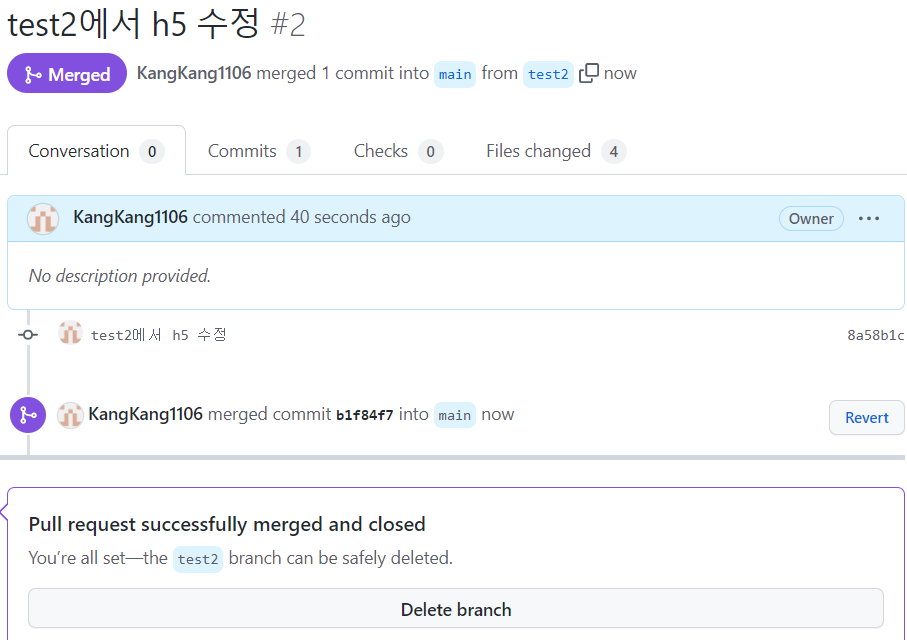 test2에서 h5 수정 #2
Merged KangKang1106 merged 1 commit into main from test2 now
Conversation 0 Commits 1 Checks 0 Files changed 4
KangKang1106 commented 40 seconds ago Owner ...
No description provided.
test2에서 h5 수정 8a58b1c
KangKang1106 merged commit b1f84f7 into main now Revert
Pull request successfully merged and closed
You’re all set—the test2 branch can be safely deleted.
Delete branch